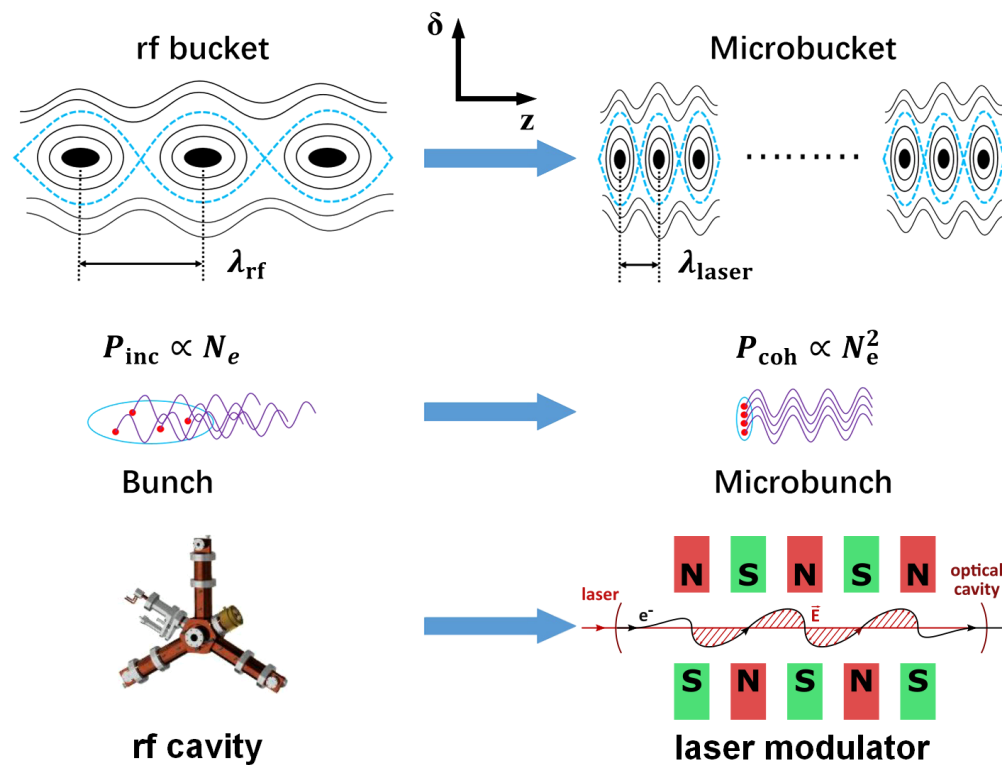 rf bucket
δ
z
Microbucket
λrf
λlaser
Pinc ∝ Ne
Pcoh ∝ Ne²
Bunch
Microbunch
N S N S N
optical
cavity
laser
e⁻
E⃗
S N S N S
rf cavity
laser modulator